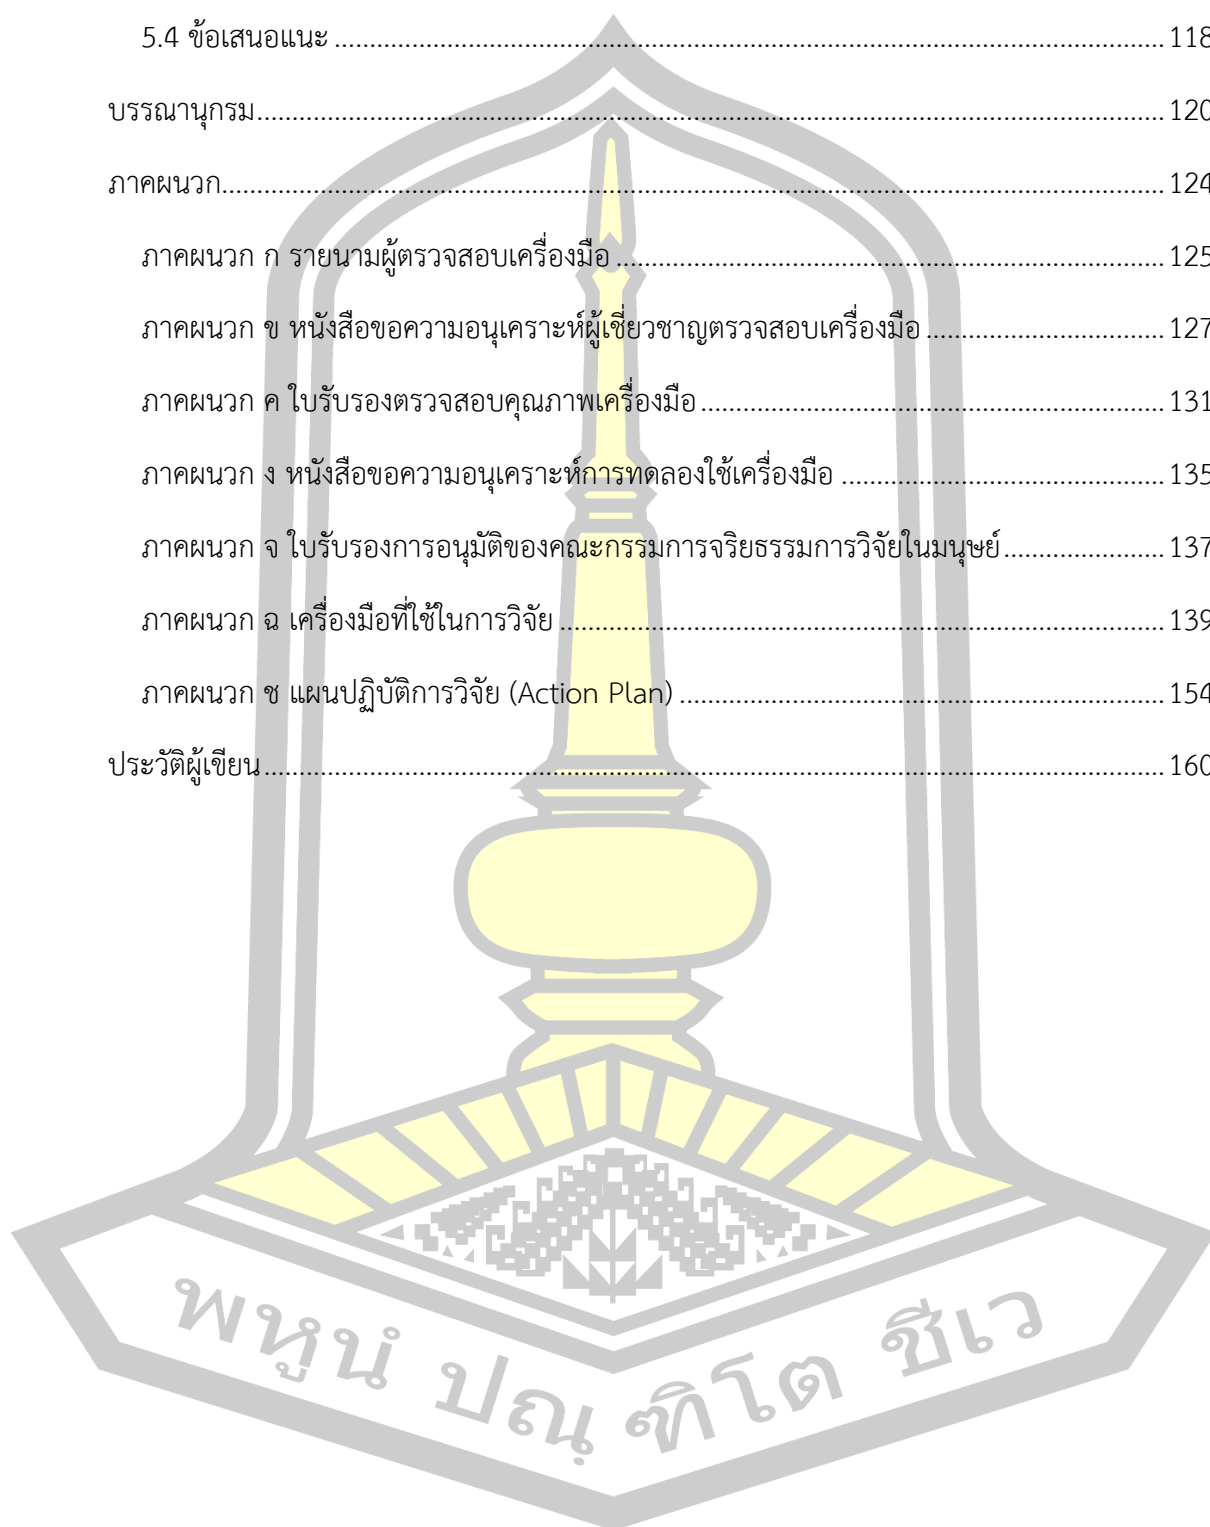 5.4 ข้อเสนอแนะ ........................................ 118
บรรณานุกรม ........................................ 120
ภาคผนวก ........................................ 124
ภาคผนวก ก รายนามผู้ตรวจสอบเครื่องมือ ........................................ 125
ภาคผนวก ข หนังสือขอความอนุเคราะห์ผู้เชี่ยวชาญตรวจสอบเครื่องมือ ........................................ 127
ภาคผนวก ค ใบรับรองตรวจสอบคุณภาพเครื่องมือ ........................................ 131
ภาคผนวก ง หนังสือขอความอนุเคราะห์การทดลองใช้เครื่องมือ ........................................ 135
ภาคผนวก จ ใบรับรองการอนุมัติของคณะกรรมการจริยธรรมการวิจัยในมนุษย์ ........................................ 137
ภาคผนวก ฉ เครื่องมือที่ใช้ในการวิจัย ........................................ 139
ภาคผนวก ช แผนปฏิบัติการวิจัย (Action Plan) ........................................ 154
ประวัติผู้เขียน ........................................ 160
พหูนํ ปณฺฑิโต ชีเว